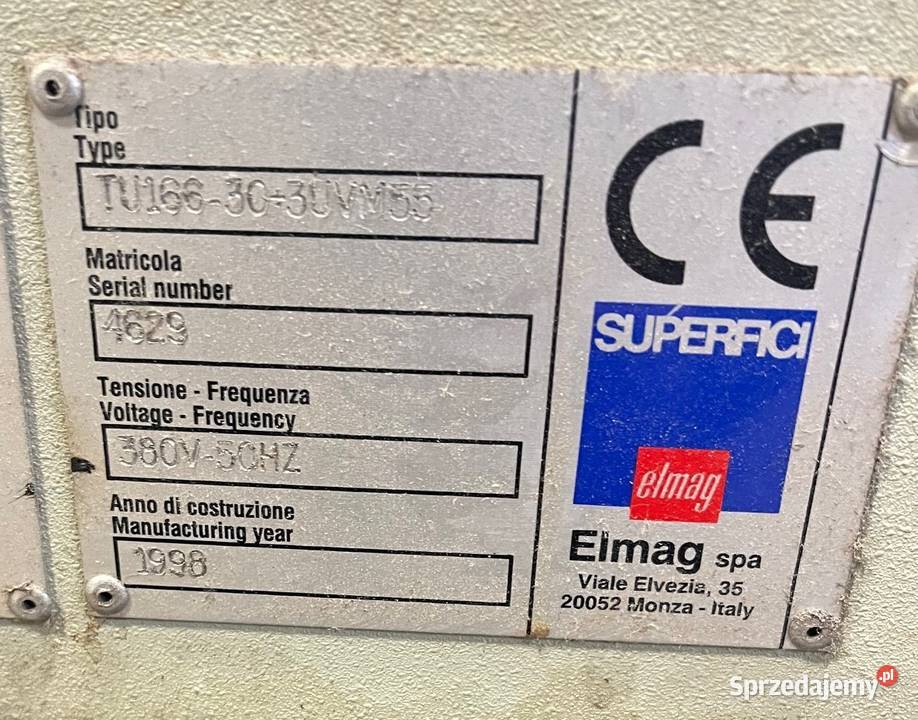 Tipo
Type
TU166-30+30VM55
Matricola
Serial number
4629
Tensione - Frequenza
Voltage - Frequency
380V-50HZ
Anno di costruzione
Manufacturing year
1998
CE
SUPERFICI
elmag
Elmag spa
Viale Elvezia, 35
20052 Monza - Italy
Sprzedajemy.pl